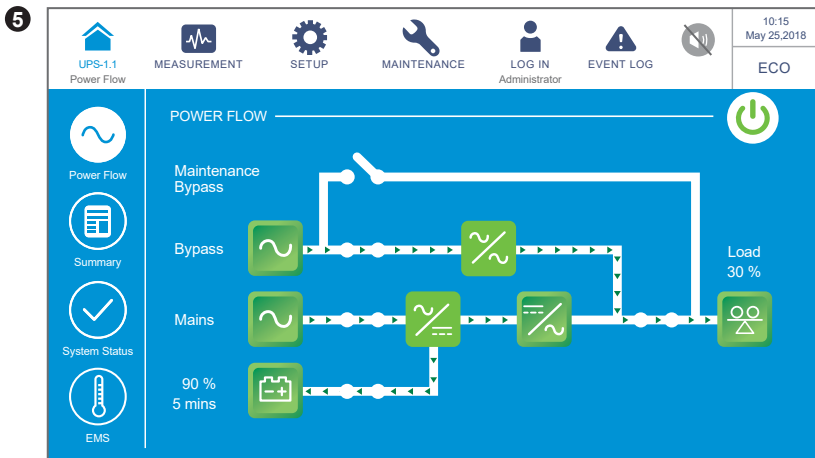 5
UPS-1.1
Power Flow
MEASUREMENT
SETUP
MAINTENANCE
LOG IN
Administrator
EVENT LOG
10:15
May 25,2018
ECO
Power Flow
Summary
System Status
EMS
POWER FLOW
Maintenance
Bypass
Bypass
Mains
90 %
5 mins
Load
30 %